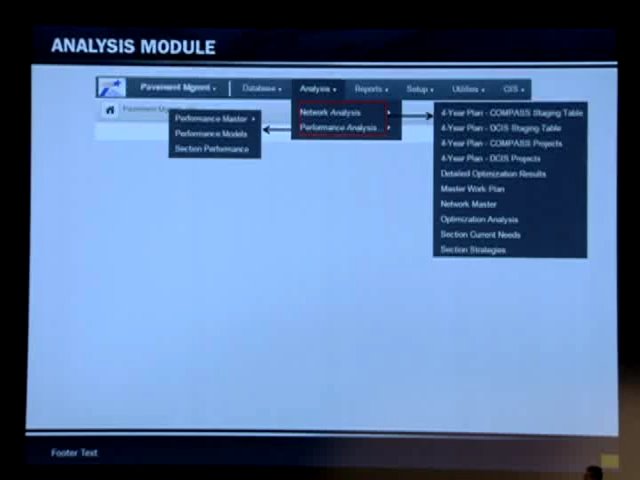 ANALYSIS MODULE
Pavement Mgmt Database Analysis Reports Setup Utilities GIS
Pavement
Network Analysis
Performance Analysis...
Performance Master
Performance Models
Section Performance
4-Year Plan - COMPASS Staging Table
4-Year Plan - DCIS Staging Table
4-Year Plan - COMPASS Projects
4-Year Plan - DCIS Projects
Detailed Optimization Results
Master Work Plan
Network Master
Optimization Analysis
Section Current Needs
Section Strategies
Footer Text